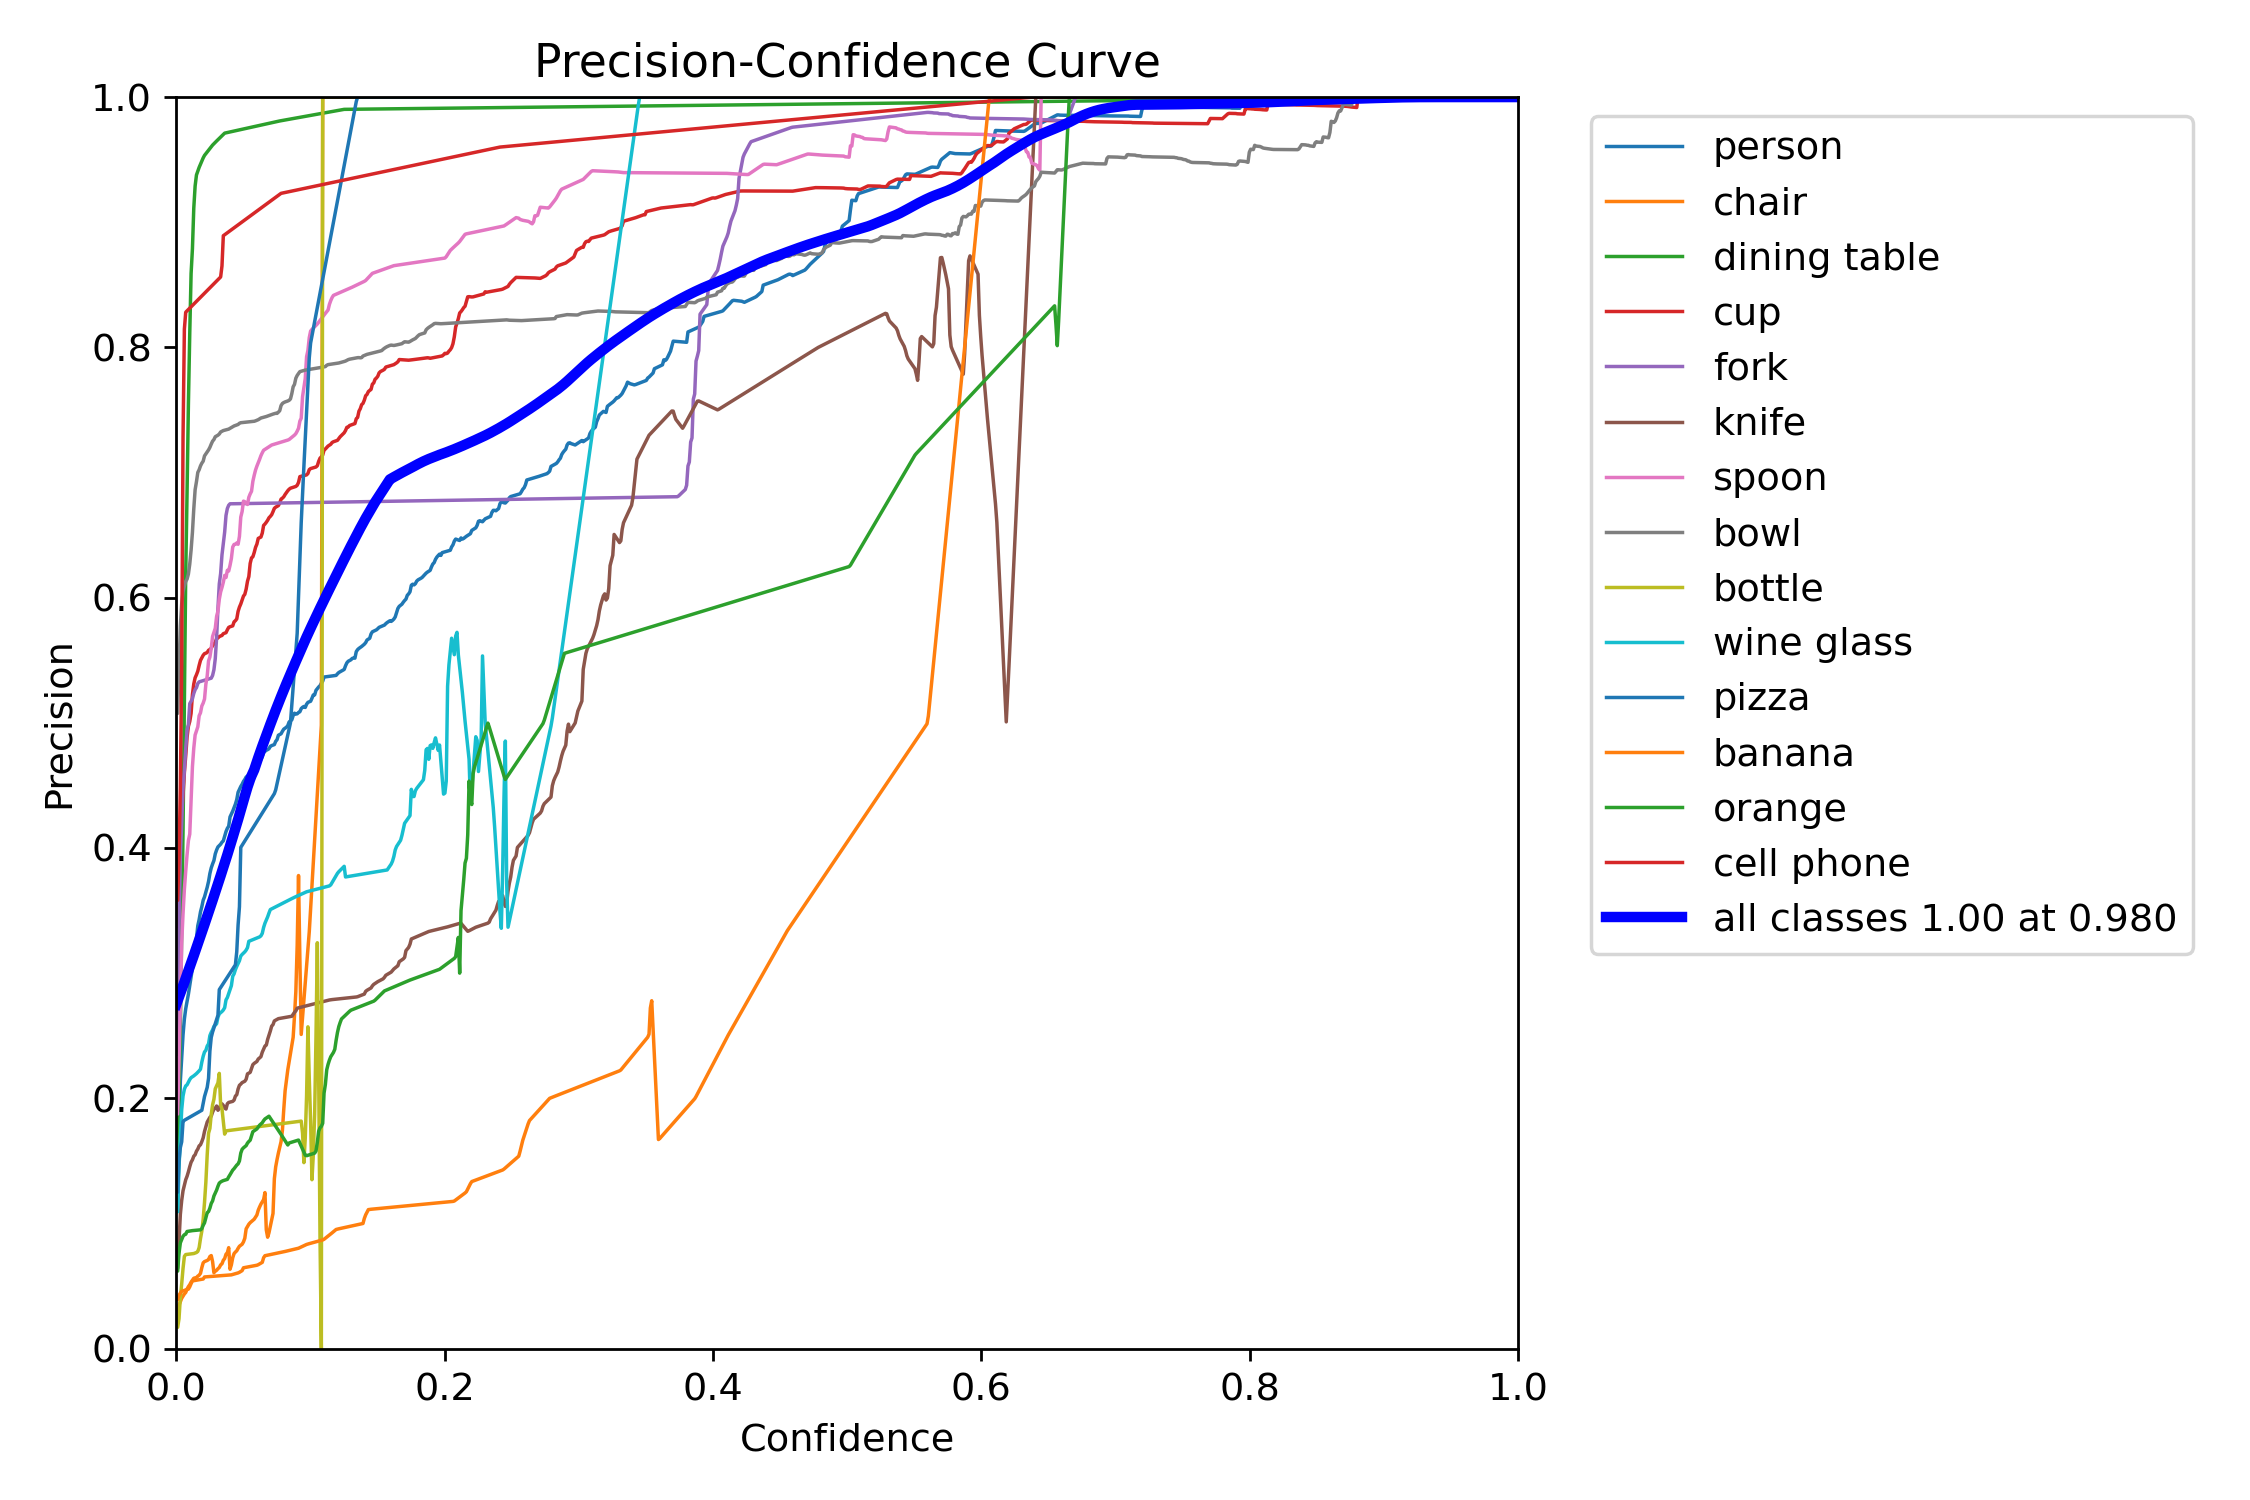 Precision-Confidence Curve
1.0
0.8
0.6
0.4
0.2
0.0
Precision
0.0 0.2 0.4 0.6 0.8 1.0
Confidence
person
chair
dining table
cup
fork
knife
spoon
bowl
bottle
wine glass
pizza
banana
orange
cell phone
all classes 1.00 at 0.980